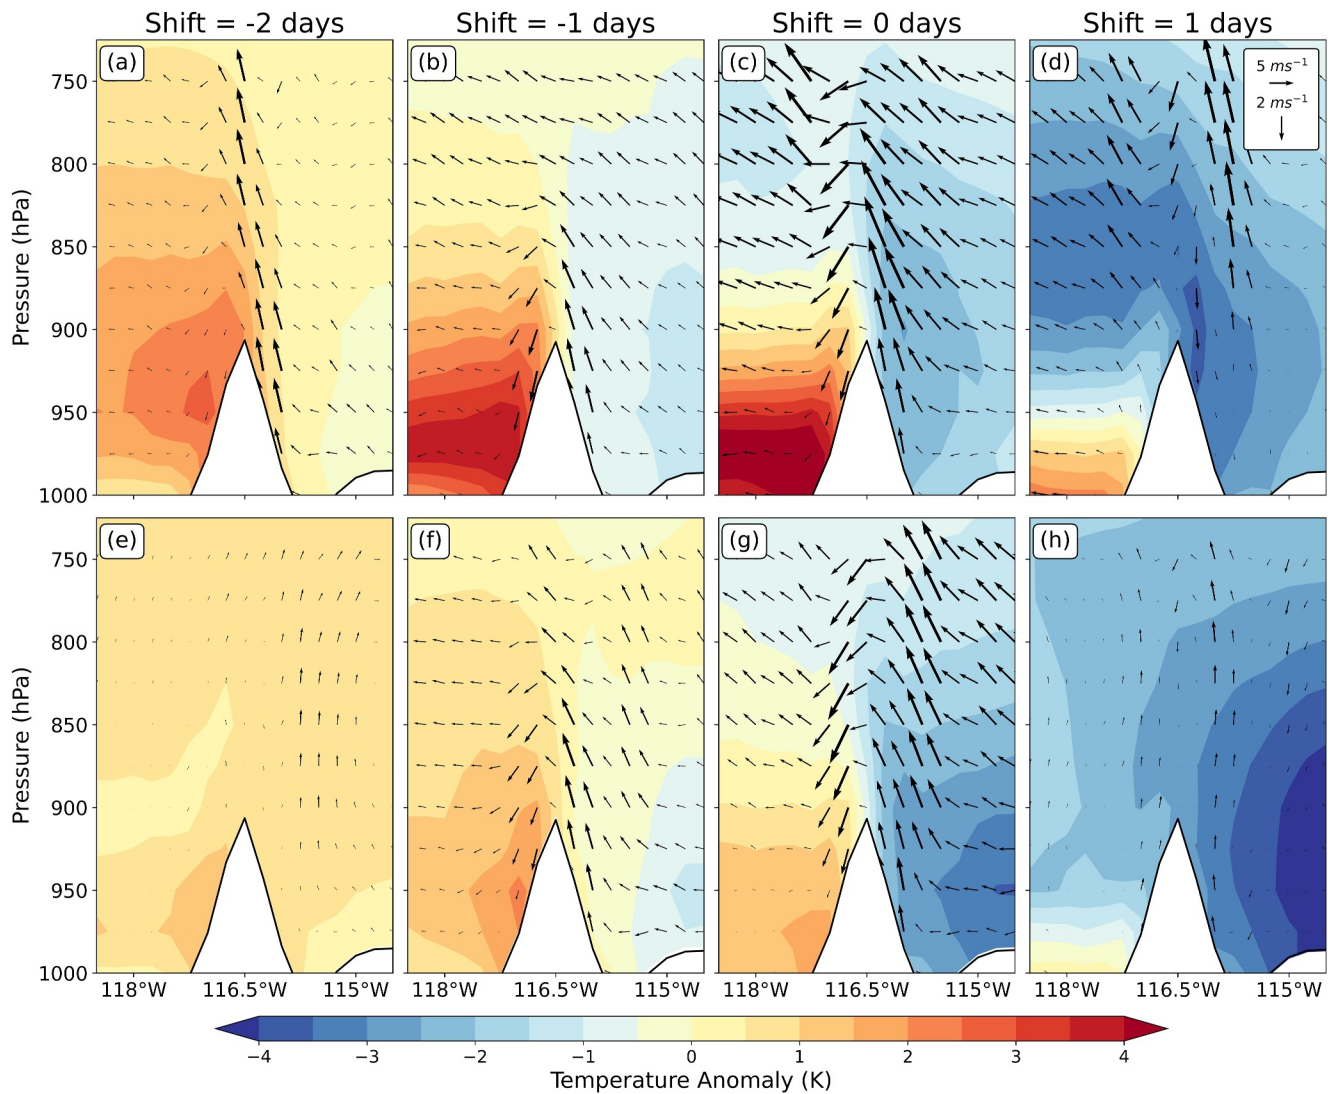 Shift = -2 days
Shift = -1 days
Shift = 0 days
Shift = 1 days
(a)
(b)
(c)
(d)
5 ms⁻¹
2 ms⁻¹
750
800
850
900
950
1000
Pressure (hPa)
(e)
(f)
(g)
(h)
750
800
850
900
950
1000
Pressure (hPa)
118°W 116.5°W 115°W
118°W 116.5°W 115°W
118°W 116.5°W 115°W
118°W 116.5°W 115°W
−4 −3 −2 −1 0 1 2 3 4
Temperature Anomaly (K)